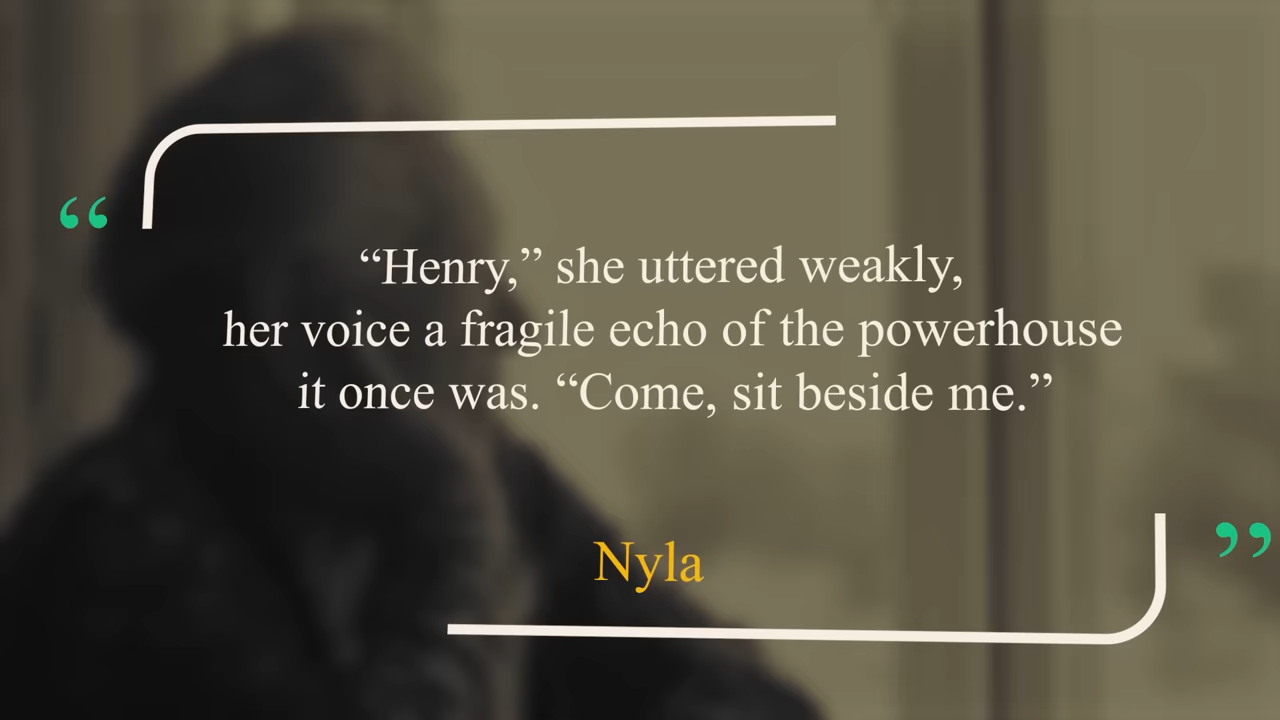 “
“Henry,” she uttered weakly,
her voice a fragile echo of the powerhouse
it once was. “Come, sit beside me.”
”
Nyla